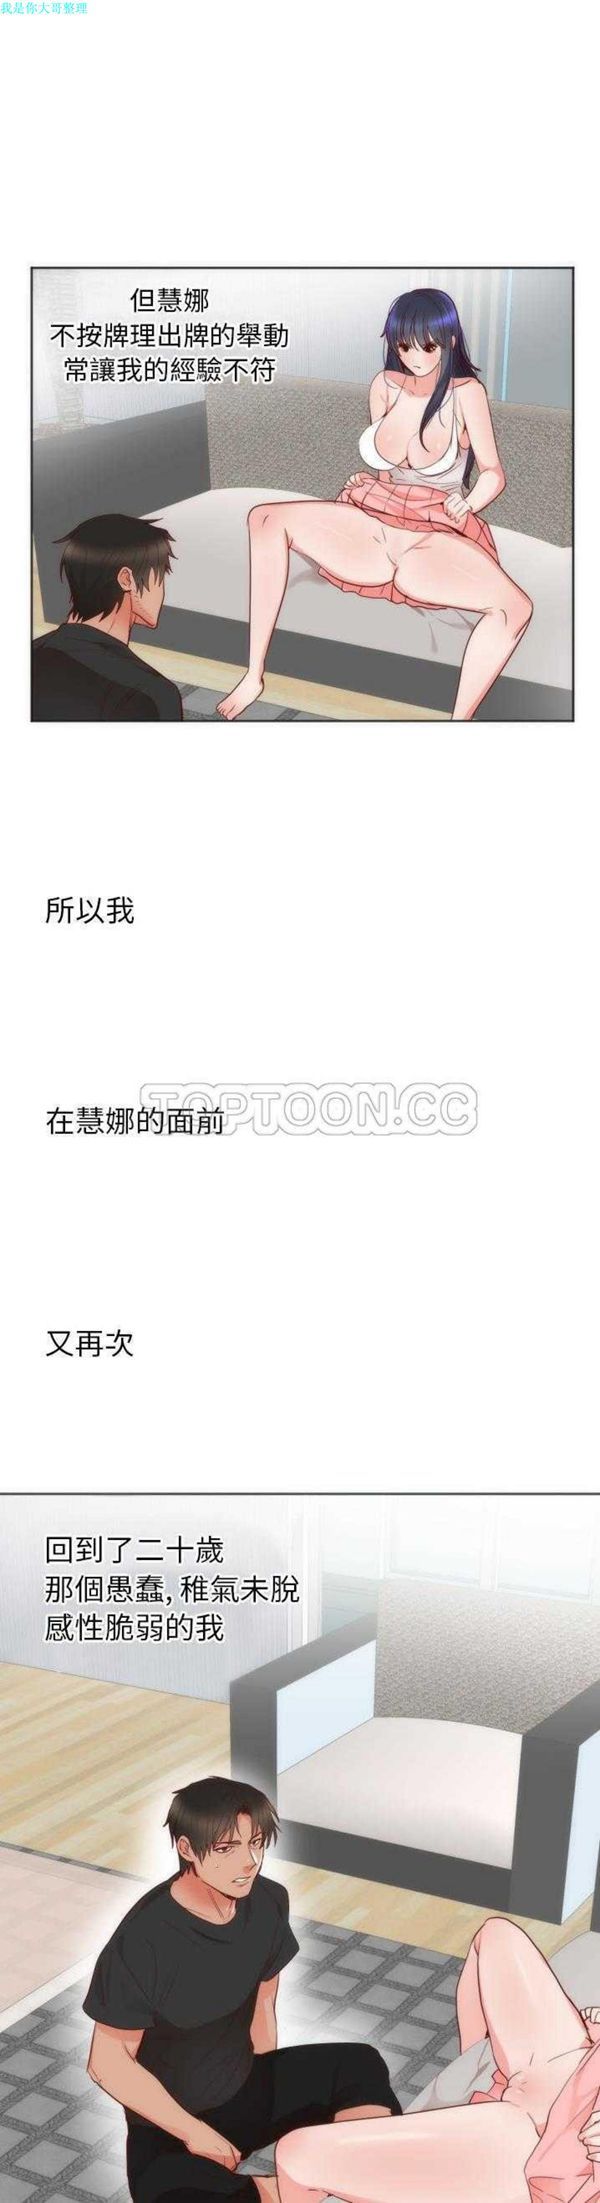 我是你大哥整理
但慧娜
不按牌理出牌的舉動
常讓我的經驗不符
所以我
TOPTOON.CC
在慧娜的面前
又再次
回到了二十歲
那個愚蠢, 稚氣未脫
感性脆弱的我